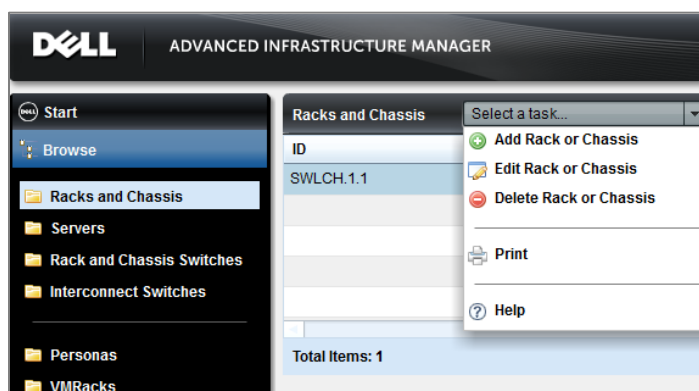 DELL ADVANCED INFRASTRUCTURE MANAGER
DELL Start
Browse
Racks and Chassis
Servers
Rack and Chassis Switches
Interconnect Switches
Personas
VMRacks
Racks and Chassis Select a task...
ID
SWLCH.1.1
Total Items: 1
Add Rack or Chassis
Edit Rack or Chassis
Delete Rack or Chassis
Print
Help